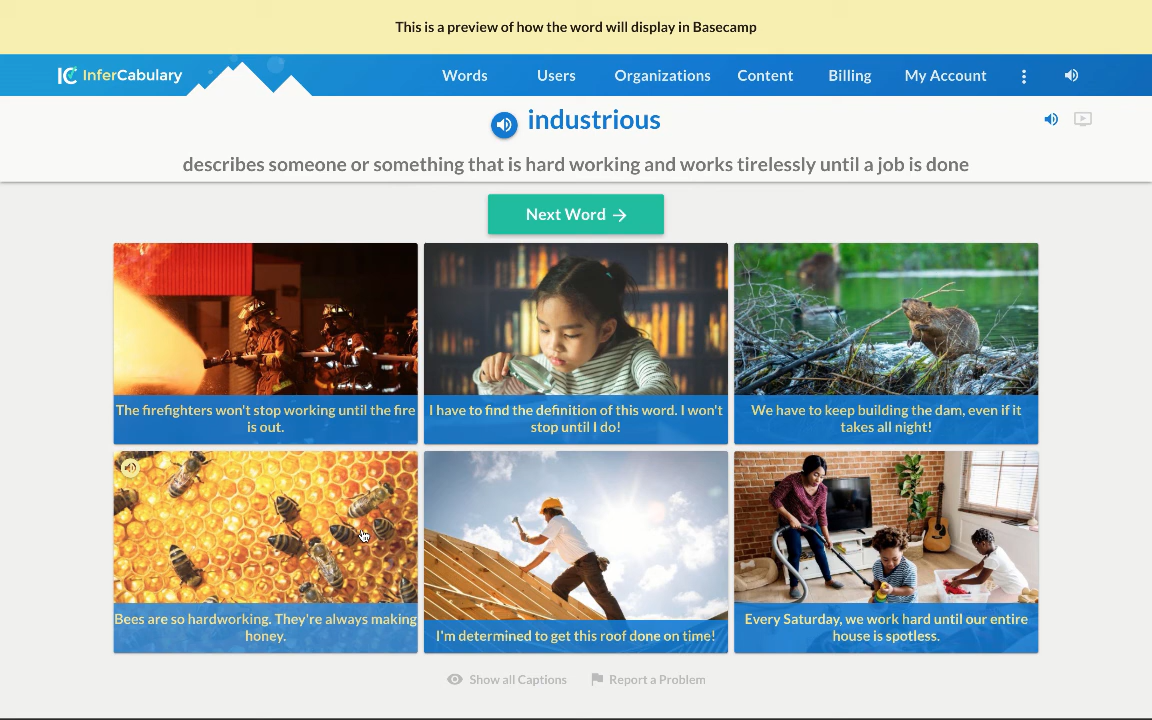 This is a preview of how the word will display in Basecamp
IC InferCabulary
Words
Users
Organizations
Content
Billing
My Account
industrious
describes someone or something that is hard working and works tirelessly until a job is done
Next Word →
The firefighters won't stop working until the fire
is out.
I have to find the definition of this word. I won't
stop until I do!
We have to keep building the dam, even if it
takes all night!
Bees are so hardworking. They're always making
honey.
I'm determined to get this roof done on time!
Every Saturday, we work hard until our entire
house is spotless.
Show all Captions
Report a Problem